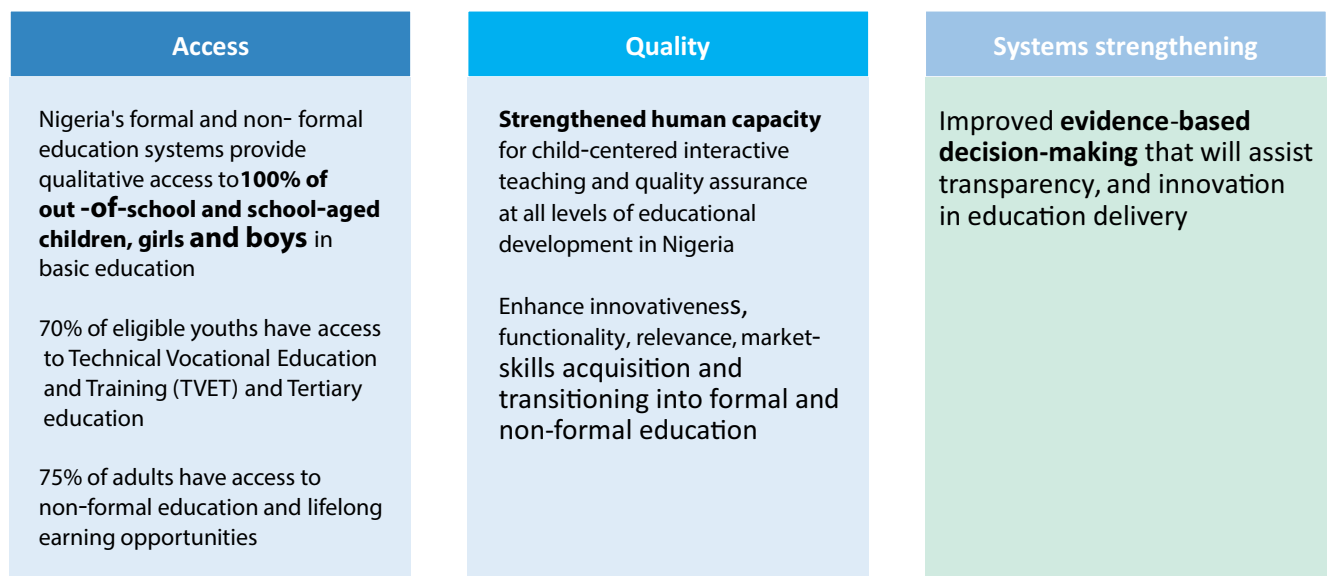 Access
Nigeria's formal and non- formal
education systems provide
qualitative access to100% of
out -of-school and school-aged
children, girls and boys in
basic education
70% of eligible youths have access
to Technical Vocational Education
and Training (TVET) and Tertiary
education
75% of adults have access to
non-formal education and lifelong
earning opportunities
Quality
Strengthened human capacity
for child-centered interactive
teaching and quality assurance
at all levels of educational
development in Nigeria
Enhance innovativeness,
functionality, relevance, market-
skills acquisition and
transitioning into formal and
non-formal education
Systems strengthening
Improved evidence-based
decision-making that will assist
transparency, and innovation
in education delivery